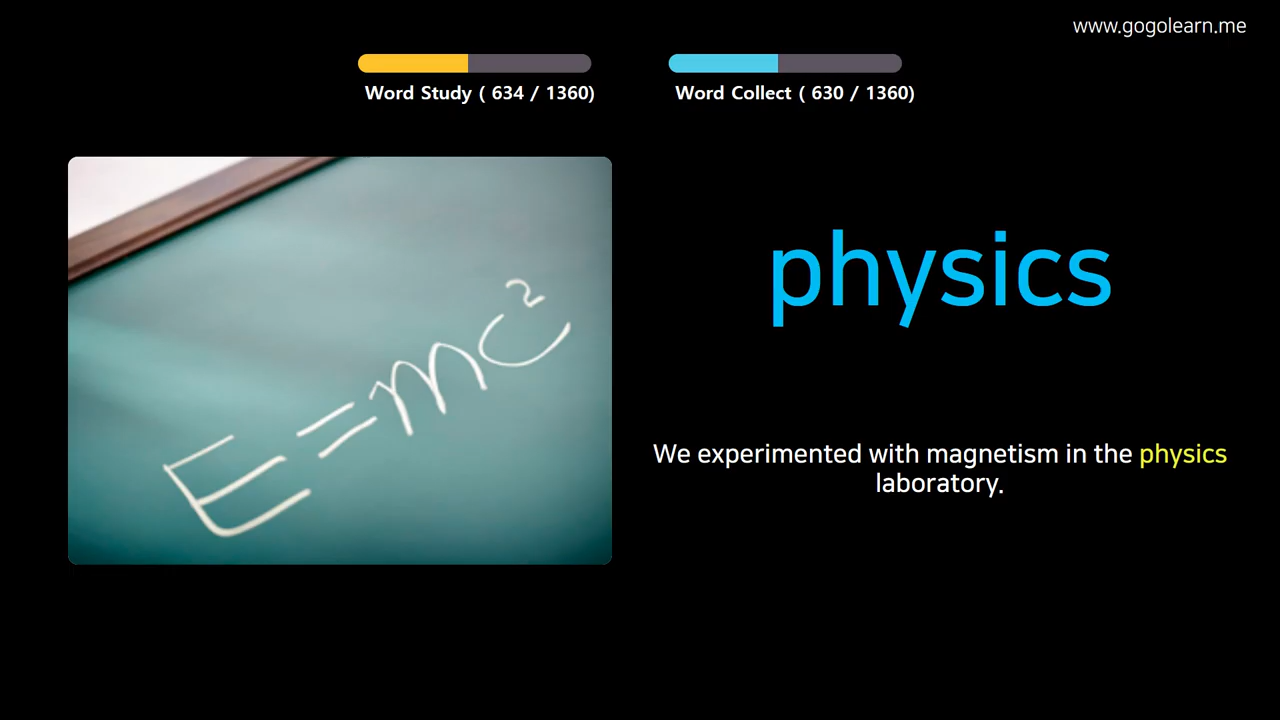 www.gogolearn.me
Word Study ( 634 / 1360)
Word Collect ( 630 / 1360)
E=mc²
physics
We experimented with magnetism in the physics
laboratory.